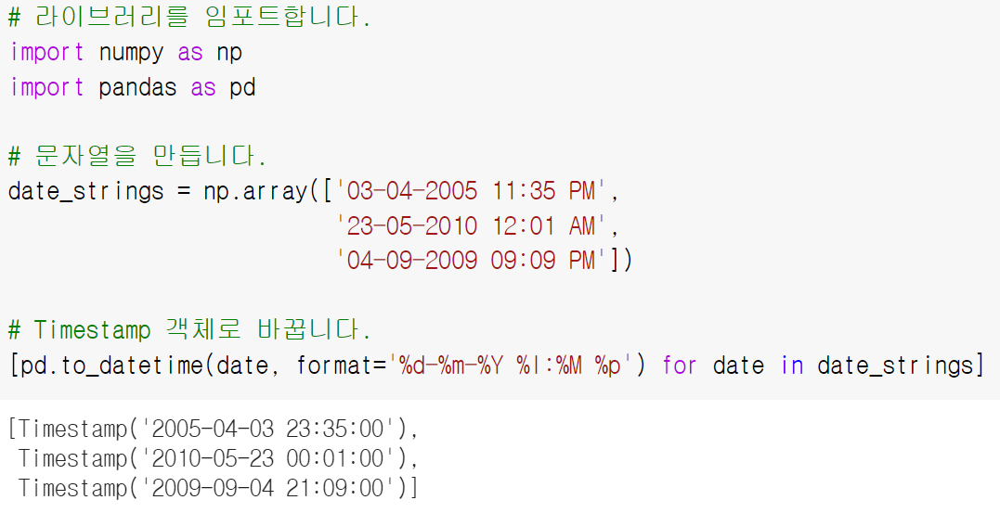 # 라이브러리를 임포트합니다.
import numpy as np
import pandas as pd
# 문자열을 만듭니다.
date_strings = np.array(['03-04-2005 11:35 PM',
'23-05-2010 12:01 AM',
'04-09-2009 09:09 PM'])
# Timestamp 객체로 바꿉니다.
[pd.to_datetime(date, format='%d-%m-%Y %I:%M %p') for date in date_strings]
[Timestamp('2005-04-03 23:35:00'),
Timestamp('2010-05-23 00:01:00'),
Timestamp('2009-09-04 21:09:00')]